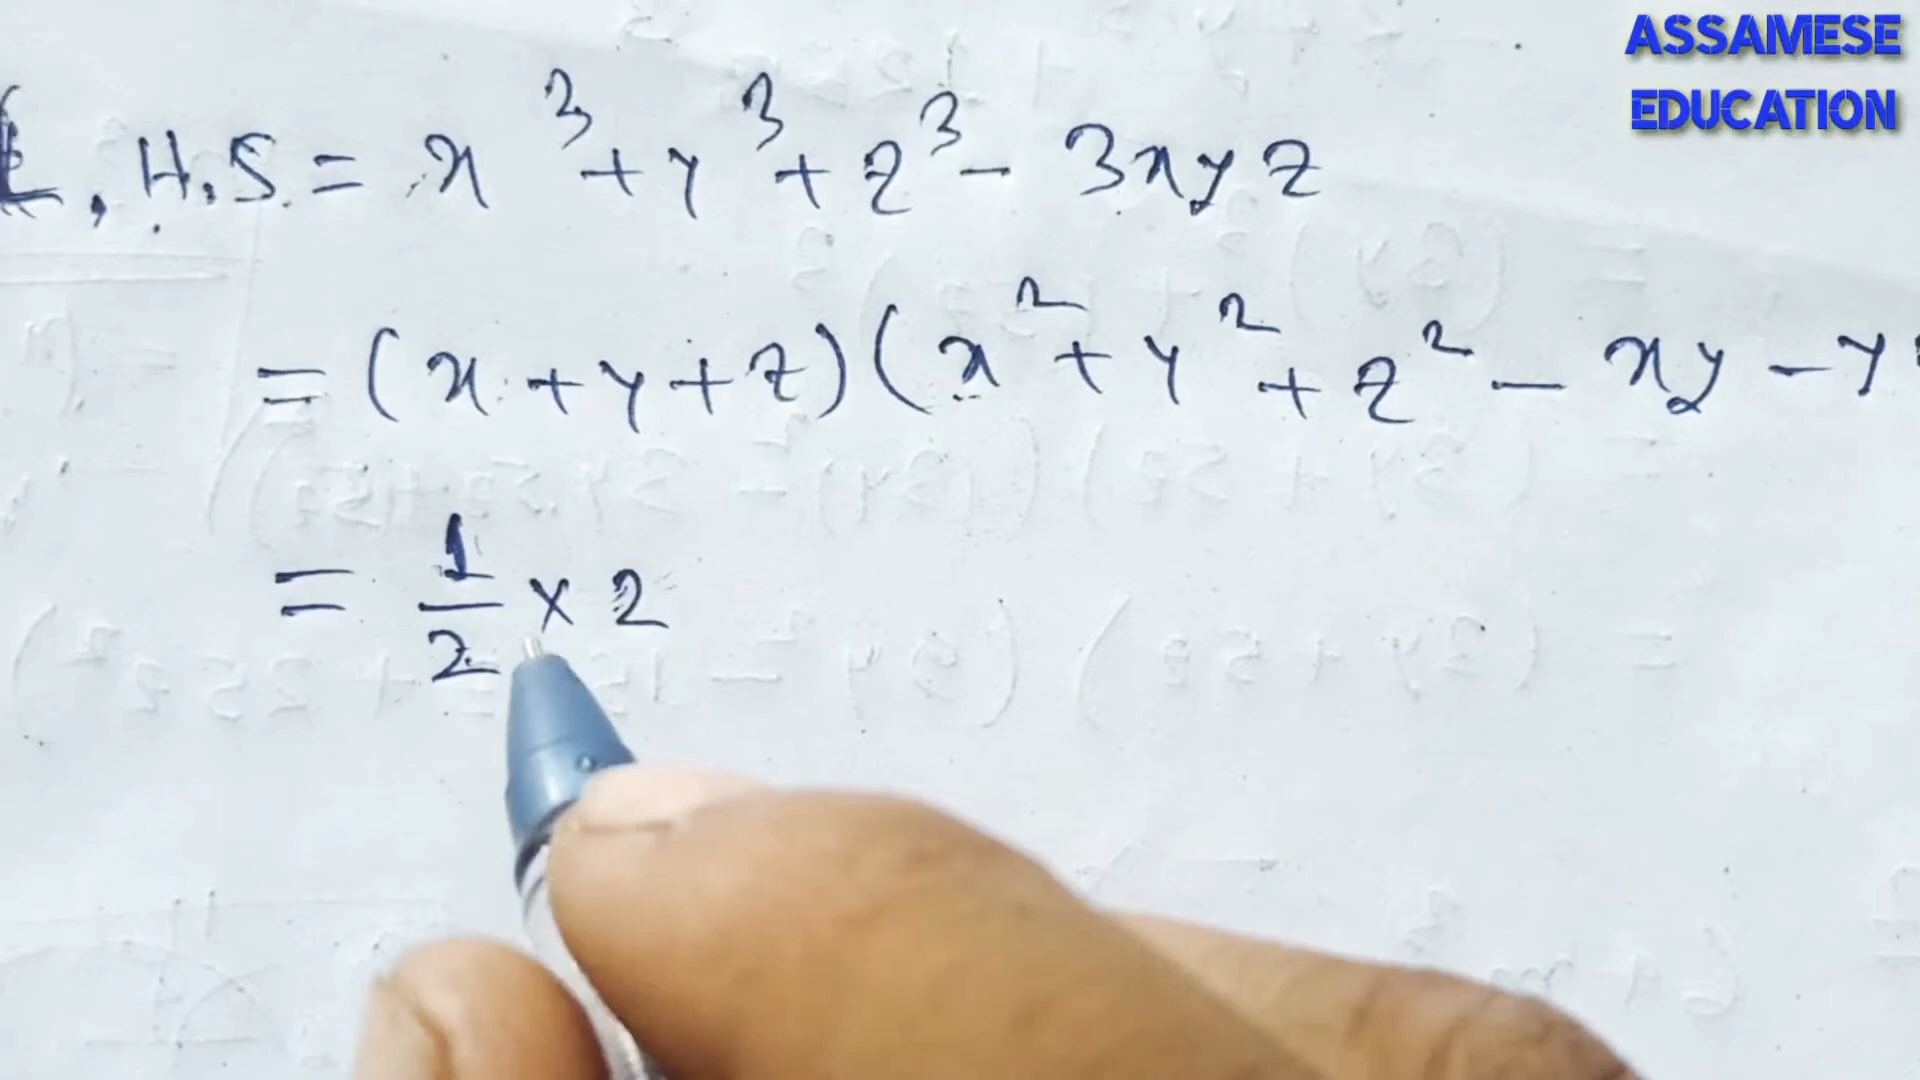 ASSAMESE
EDUCATION
L.H.S. = x³ + y³ + z³ - 3xyz
= (x + y + z)(x² + y² + z² - xy - y
= 1/2 × 2